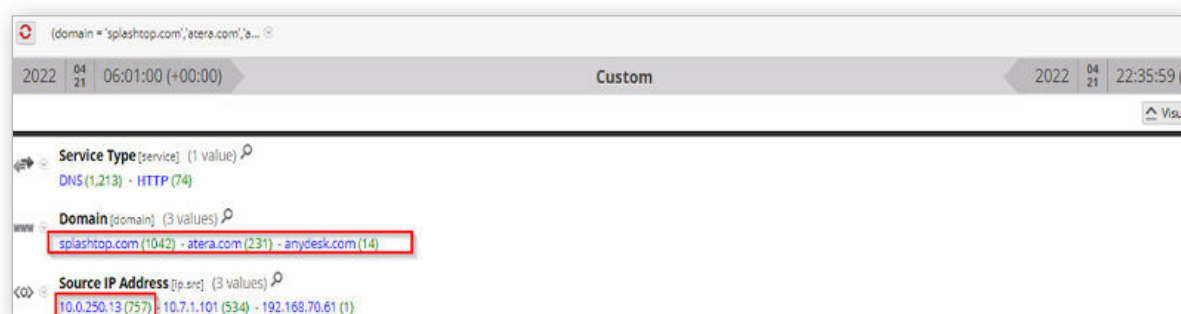 (domain = 'splashtop.com','atera.com','a...
2022 04 21 06:01:00 (+00:00) Custom 2022 04 21 22:35:59 (
Visu
Service Type [service] (1 value)
DNS (1,213) - HTTP (74)
www Domain [domain] (3 values)
splashtop.com (1042) - atera.com (231) - anydesk.com (14)
Source IP Address [ip.src] (3 values)
10.0.250.13 (757) - 10.7.1.101 (534) - 192.168.70.61 (1)